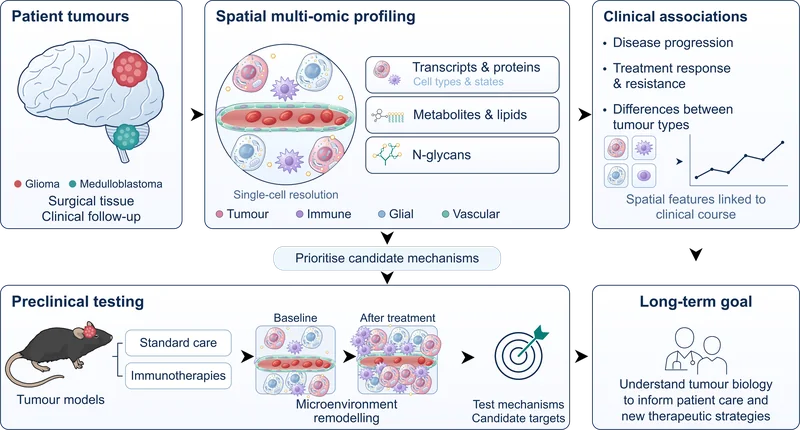 Patient tumours
Glioma
Medulloblastoma
Surgical tissue
Clinical follow-up
Spatial multi-omic profiling
Single-cell resolution
Transcripts & proteins
Cell types & states
Metabolites & lipids
N-glycans
Tumour
Immune
Glial
Vascular
Clinical associations
• Disease progression
• Treatment response
& resistance
• Differences between
tumour types
Spatial features linked to
clinical course
Prioritise candidate mechanisms
Preclinical testing
Tumour models
Standard care
Immunotherapies
Baseline
After treatment
Microenvironment
remodelling
Test mechanisms
Candidate targets
Long-term goal
Understand tumour biology
to inform patient care and
new therapeutic strategies